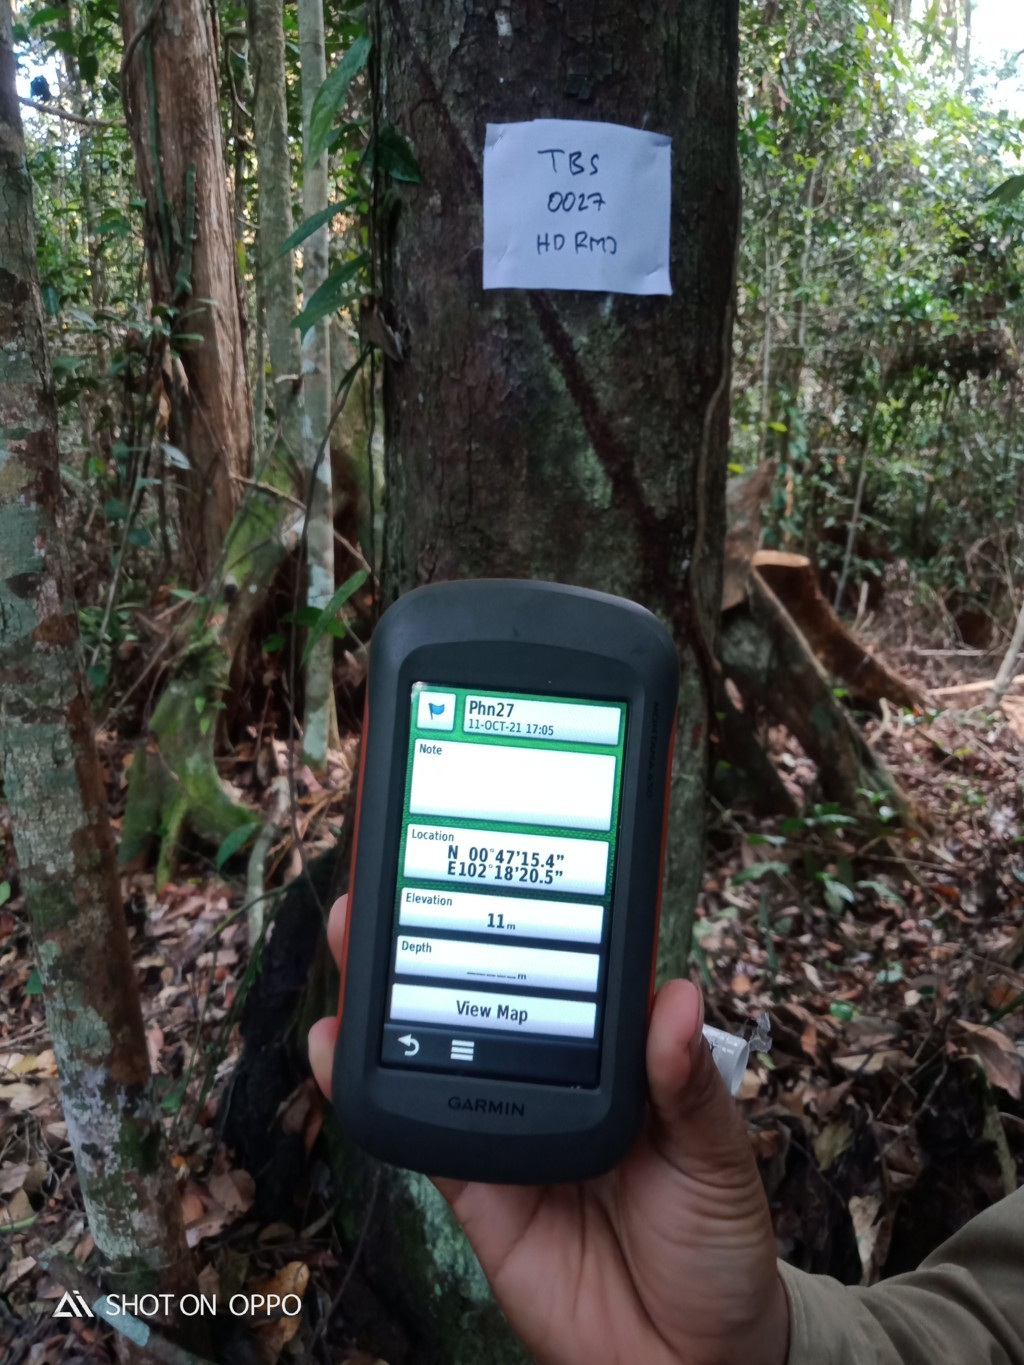 TBS
0027
HD RMJ
Phn27
11-OCT-21 17:05
Note
Location
N 00°47'15.4"
E102°18'20.5"
Elevation
11m
Depth
_____m
View Map
GARMIN
SHOT ON OPPO